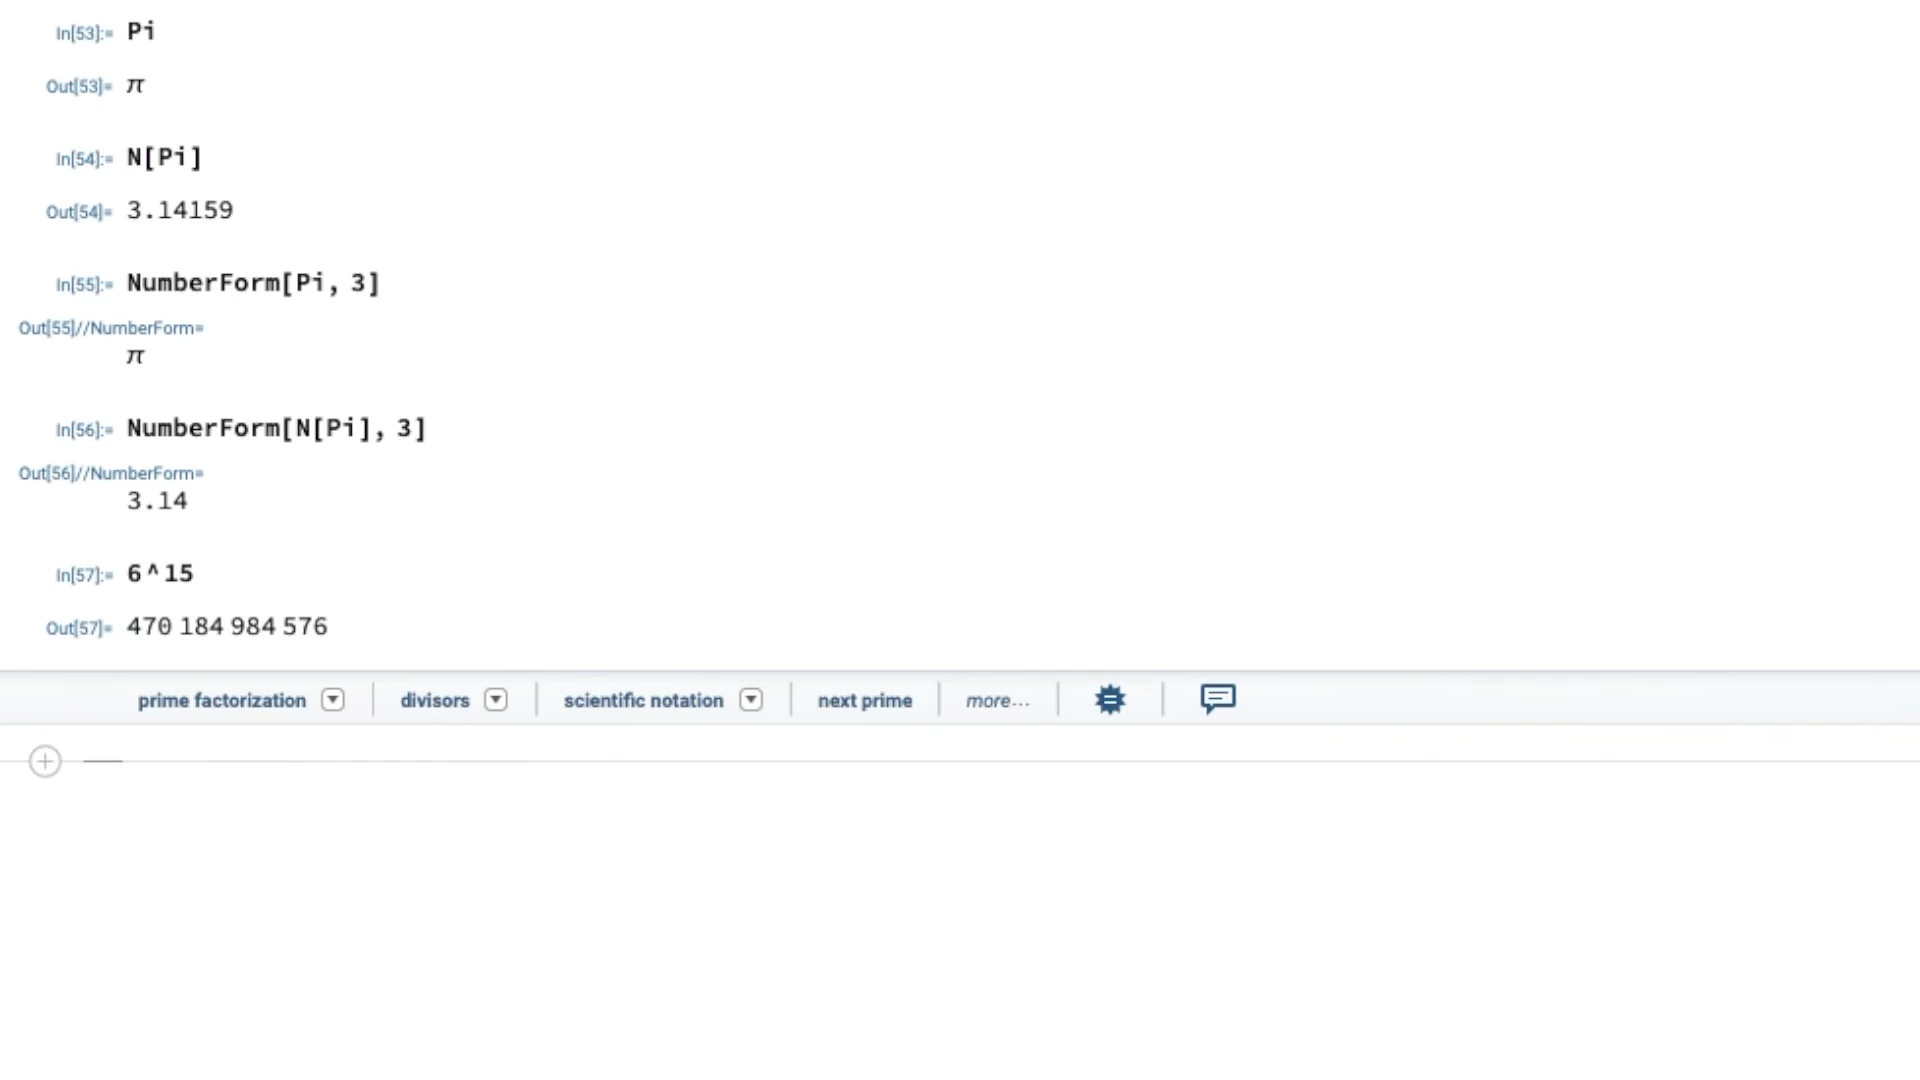 In[53]:= Pi
Out[53]= π
In[54]:= N[Pi]
Out[54]= 3.14159
In[55]:= NumberForm[Pi, 3]
Out[55]//NumberForm=
π
In[56]:= NumberForm[N[Pi], 3]
Out[56]//NumberForm=
3.14
In[57]:= 6^15
Out[57]= 470 184 984 576
prime factorization divisors scientific notation next prime more...